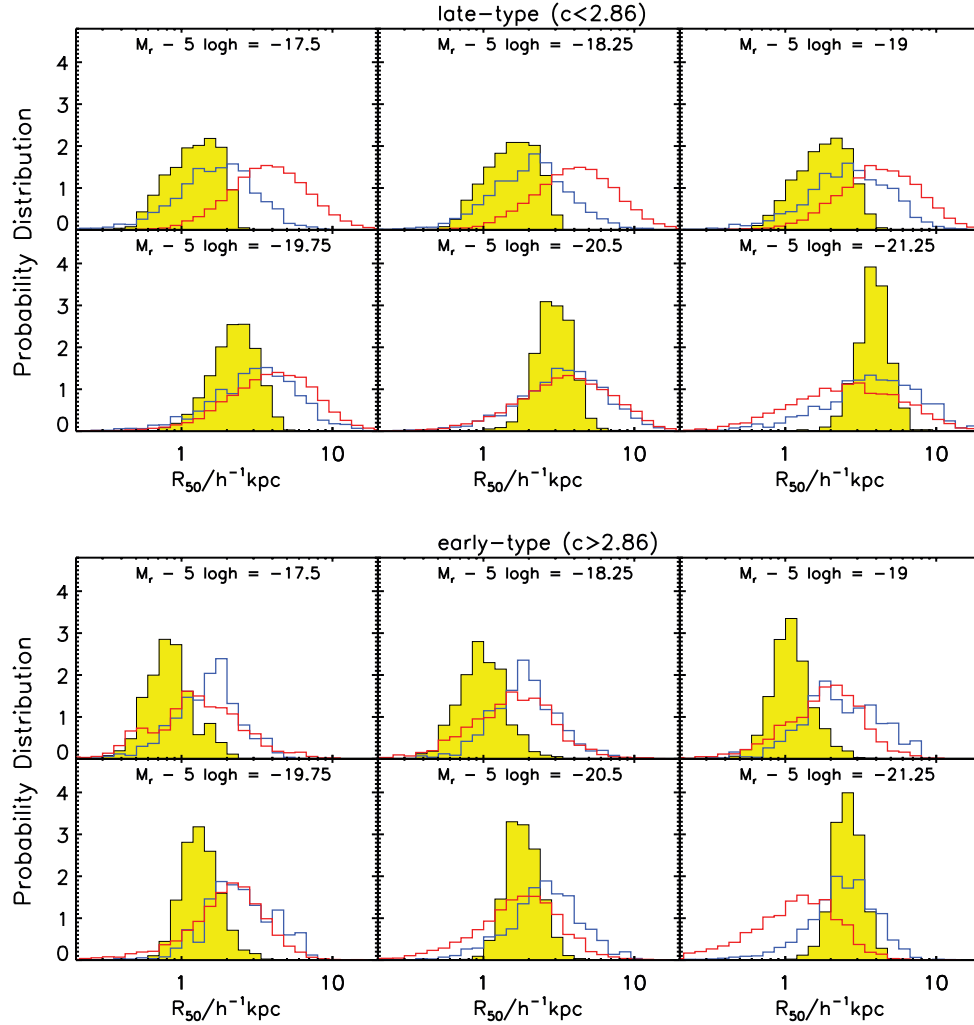 late-type (c<2.86)
M_r - 5 logh = -17.5
M_r - 5 logh = -18.25
M_r - 5 logh = -19
4
3
2
1
0
M_r - 5 logh = -19.75
M_r - 5 logh = -20.5
M_r - 5 logh = -21.25
4
3
2
1
0
Probability Distribution
1 10
1 10
1 10
R_50/h^-1kpc
R_50/h^-1kpc
R_50/h^-1kpc
early-type (c>2.86)
M_r - 5 logh = -17.5
M_r - 5 logh = -18.25
M_r - 5 logh = -19
4
3
2
1
0
M_r - 5 logh = -19.75
M_r - 5 logh = -20.5
M_r - 5 logh = -21.25
4
3
2
1
0
Probability Distribution
1 10
1 10
1 10
R_50/h^-1kpc
R_50/h^-1kpc
R_50/h^-1kpc